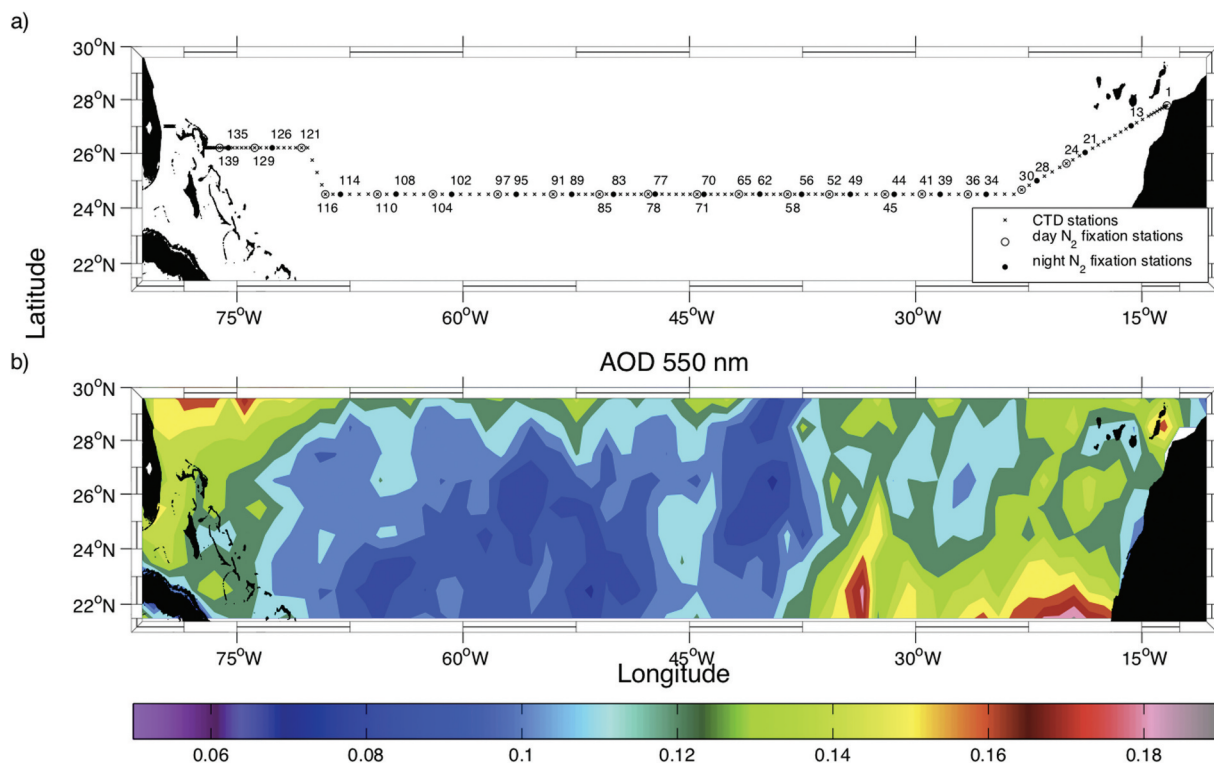 a)
30°N
28°N
26°N
24°N
22°N
Latitude
135 126 121
139 129
114 108 102 97 95 91 89 83 77 70 65 62 56 52 49 44 41 39 36 34 30 28 24 21 13 1
116 110 104 85 78 71 58 45
× CTD stations
day N2 fixation stations
night N2 fixation stations
75°W 60°W 45°W 30°W 15°W
b)
AOD 550 nm
30°N
28°N
26°N
24°N
22°N
75°W 60°W 45°W 30°W 15°W
Longitude
0.06 0.08 0.1 0.12 0.14 0.16 0.18